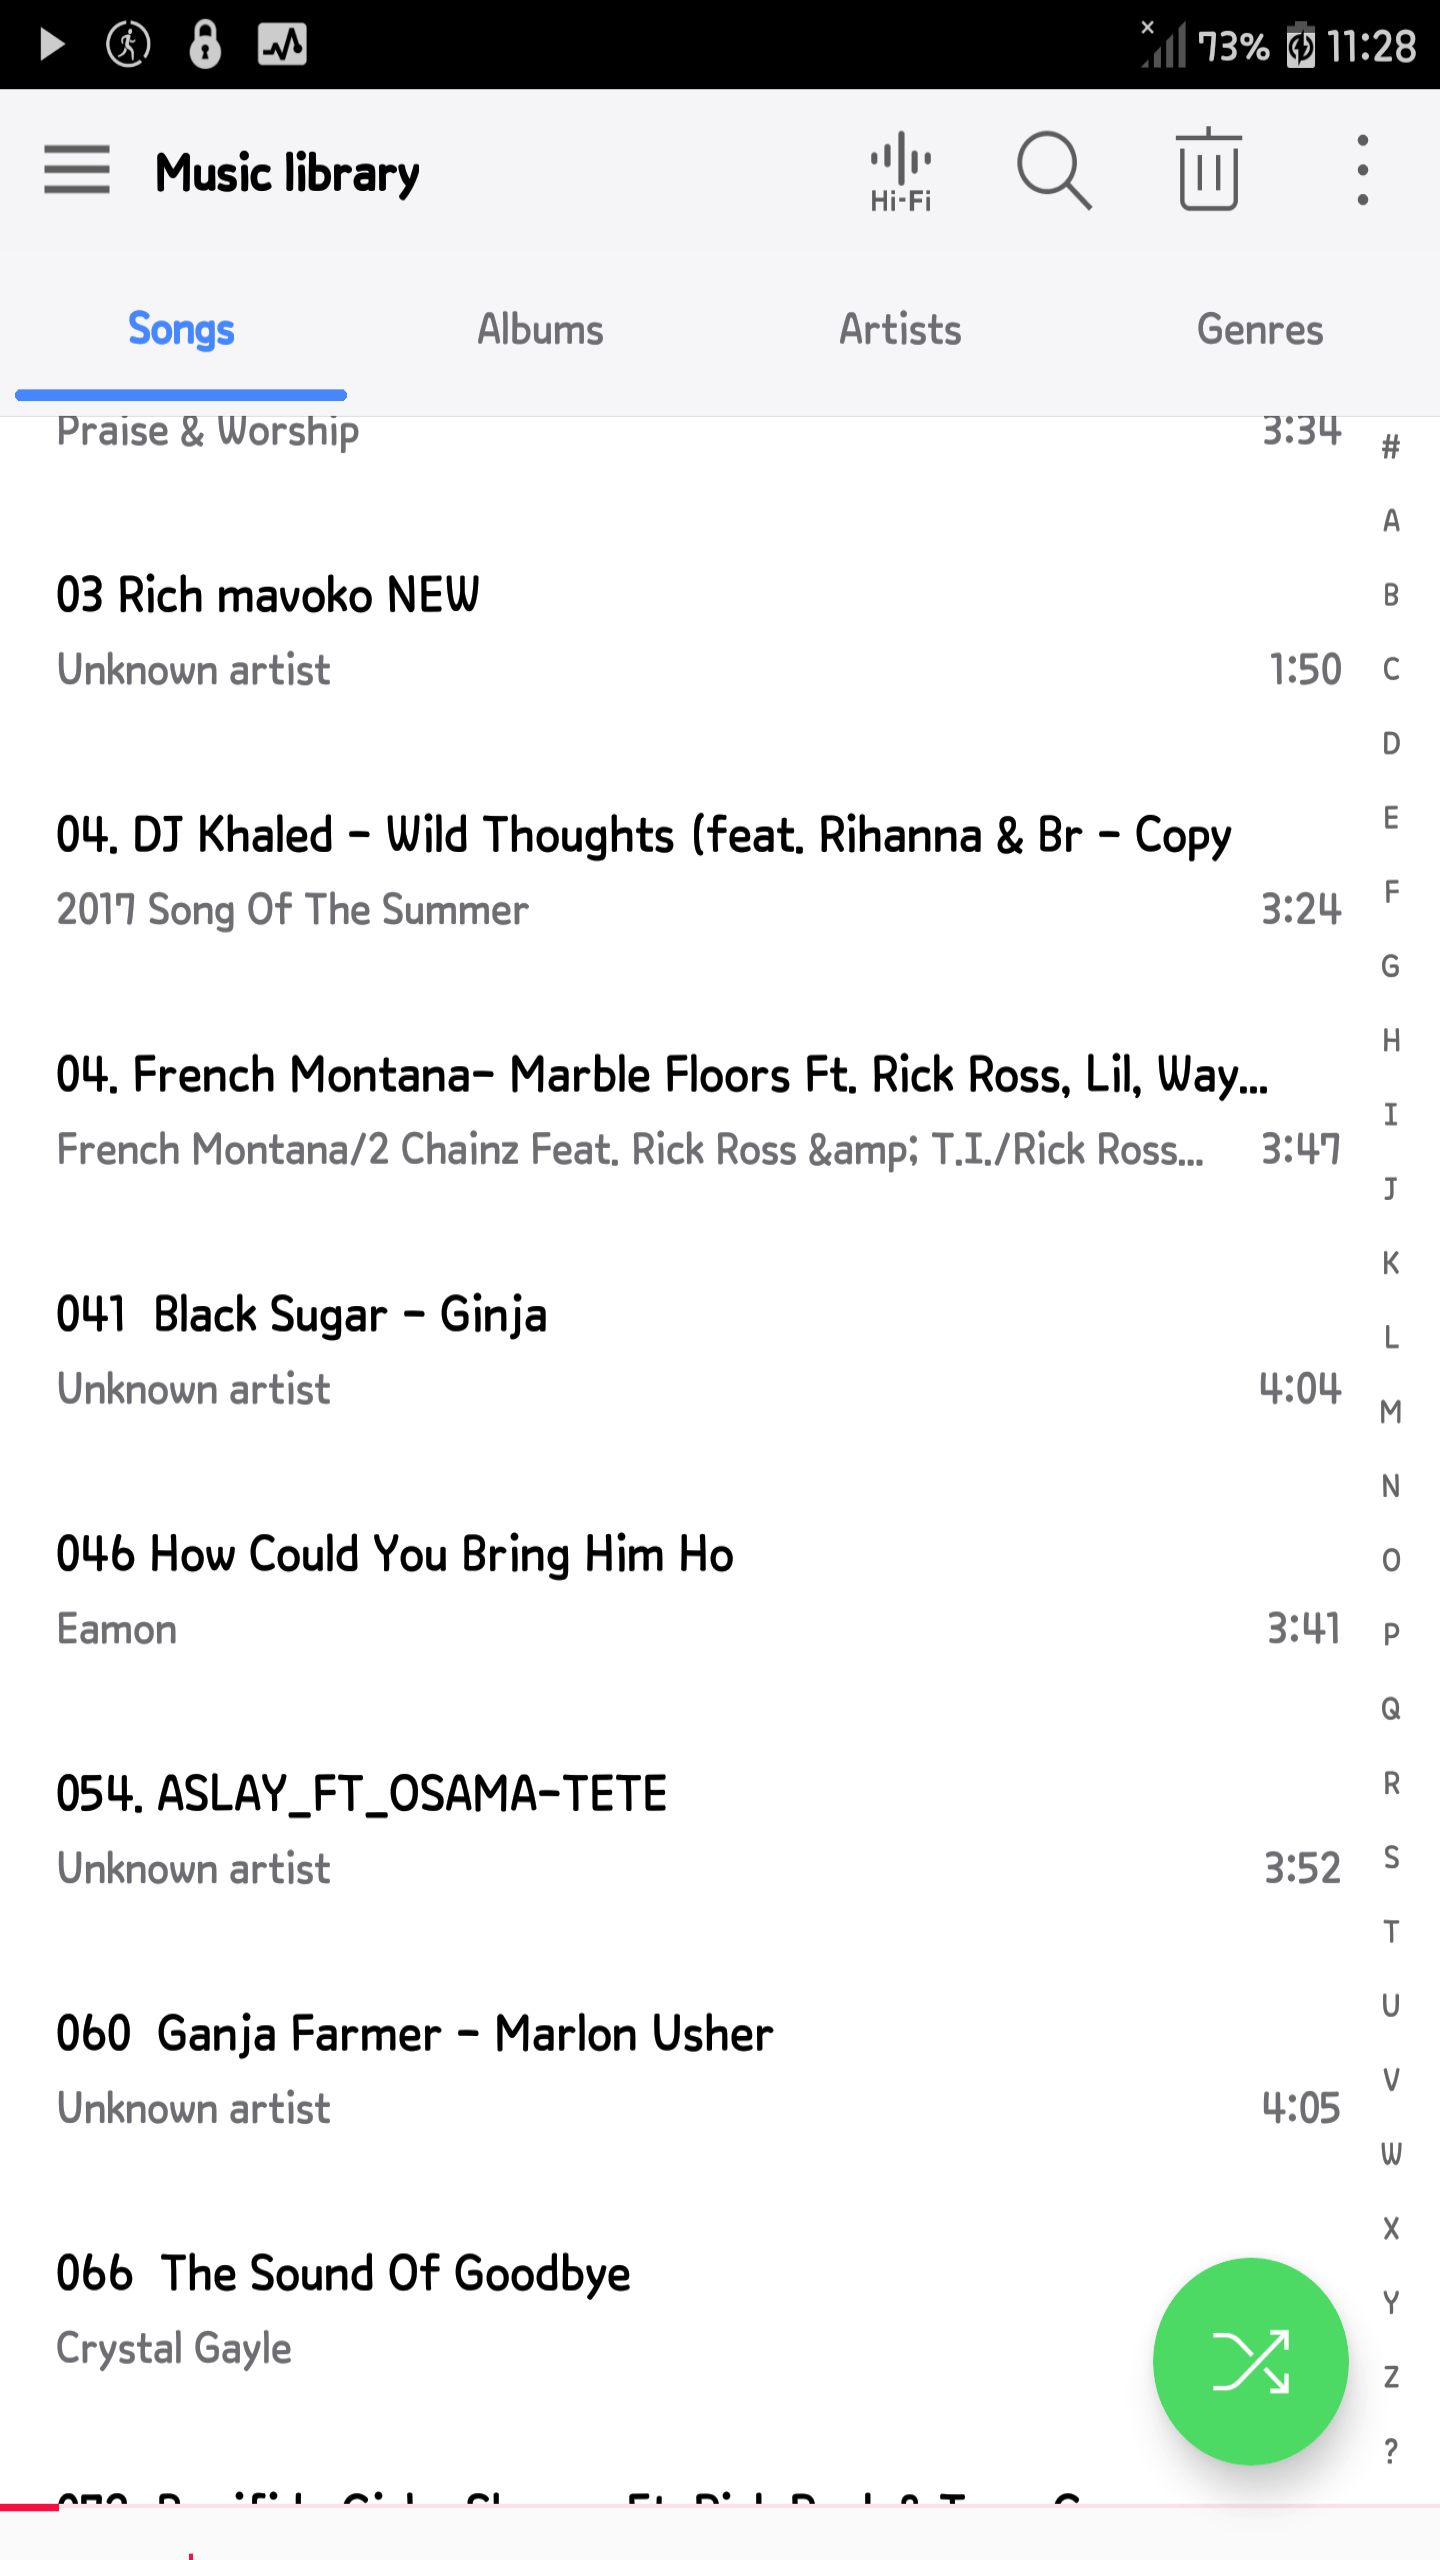 73% 11:28
Music library
Hi-Fi
Songs Albums Artists Genres
Praise & Worship 3:34
03 Rich mavoko NEW
Unknown artist 1:50
04. DJ Khaled - Wild Thoughts (feat. Rihanna & Br - Copy
2017 Song Of The Summer 3:24
04. French Montana- Marble Floors Ft. Rick Ross, Lil, Way...
French Montana/2 Chainz Feat. Rick Ross &amp; T.I./Rick Ross... 3:47
041  Black Sugar - Ginja
Unknown artist 4:04
046 How Could You Bring Him Ho
Eamon 3:41
054. ASLAY_FT_OSAMA-TETE
Unknown artist 3:52
060  Ganja Farmer - Marlon Usher
Unknown artist 4:05
066  The Sound Of Goodbye
Crystal Gayle
#
A
B
C
D
E
F
G
H
I
J
K
L
M
N
O
P
Q
R
S
T
U
V
W
X
Y
Z
?